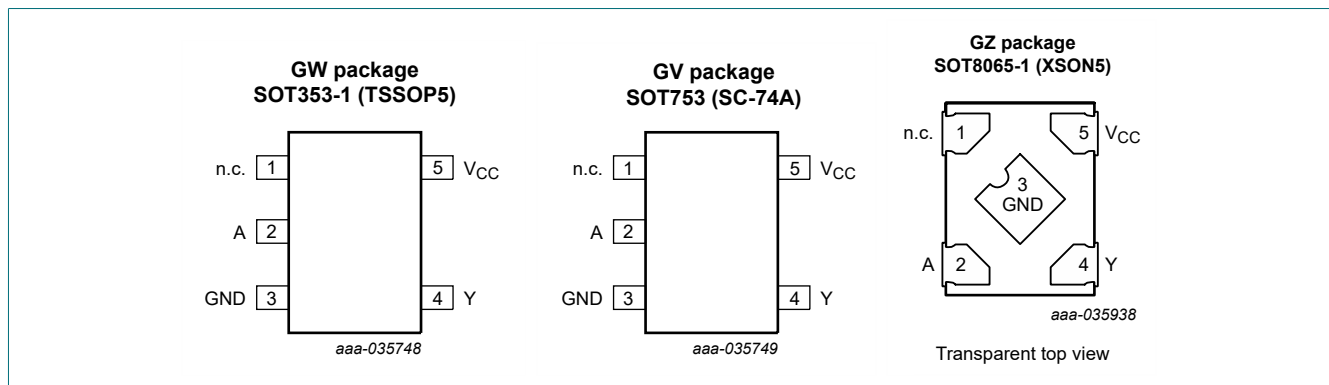 GW package
SOT353-1 (TSSOP5)
n.c. 1
5 VCC
A 2
GND 3
4 Y
aaa-035748
GV package
SOT753 (SC-74A)
n.c. 1
5 VCC
A 2
GND 3
4 Y
aaa-035749
GZ package
SOT8065-1 (XSON5)
n.c. 1
5 VCC
3
GND
A 2
4 Y
aaa-035938
Transparent top view